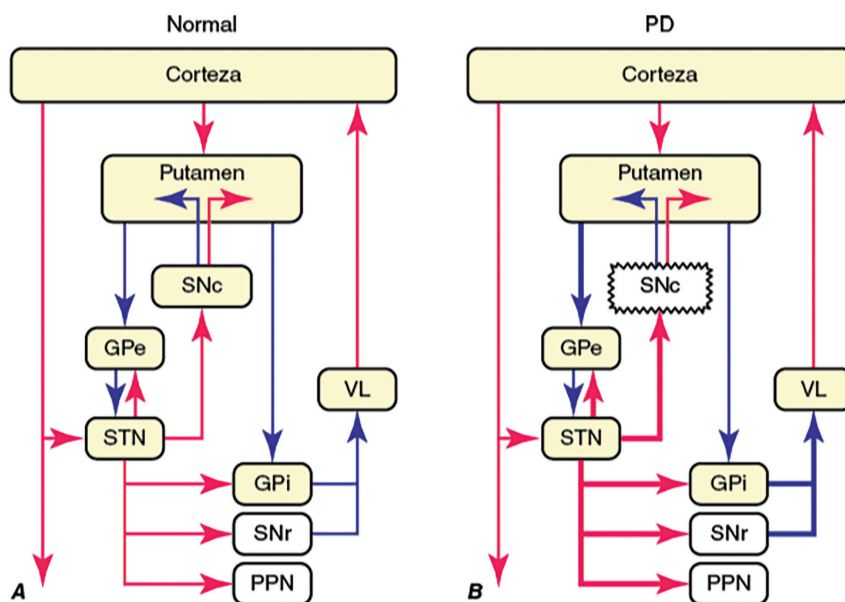 Normal
Corteza
Putamen
SNc
GPe
VL
STN
GPi
SNr
PPN
A
PD
Corteza
Putamen
SNc
GPe
VL
STN
GPi
SNr
PPN
B